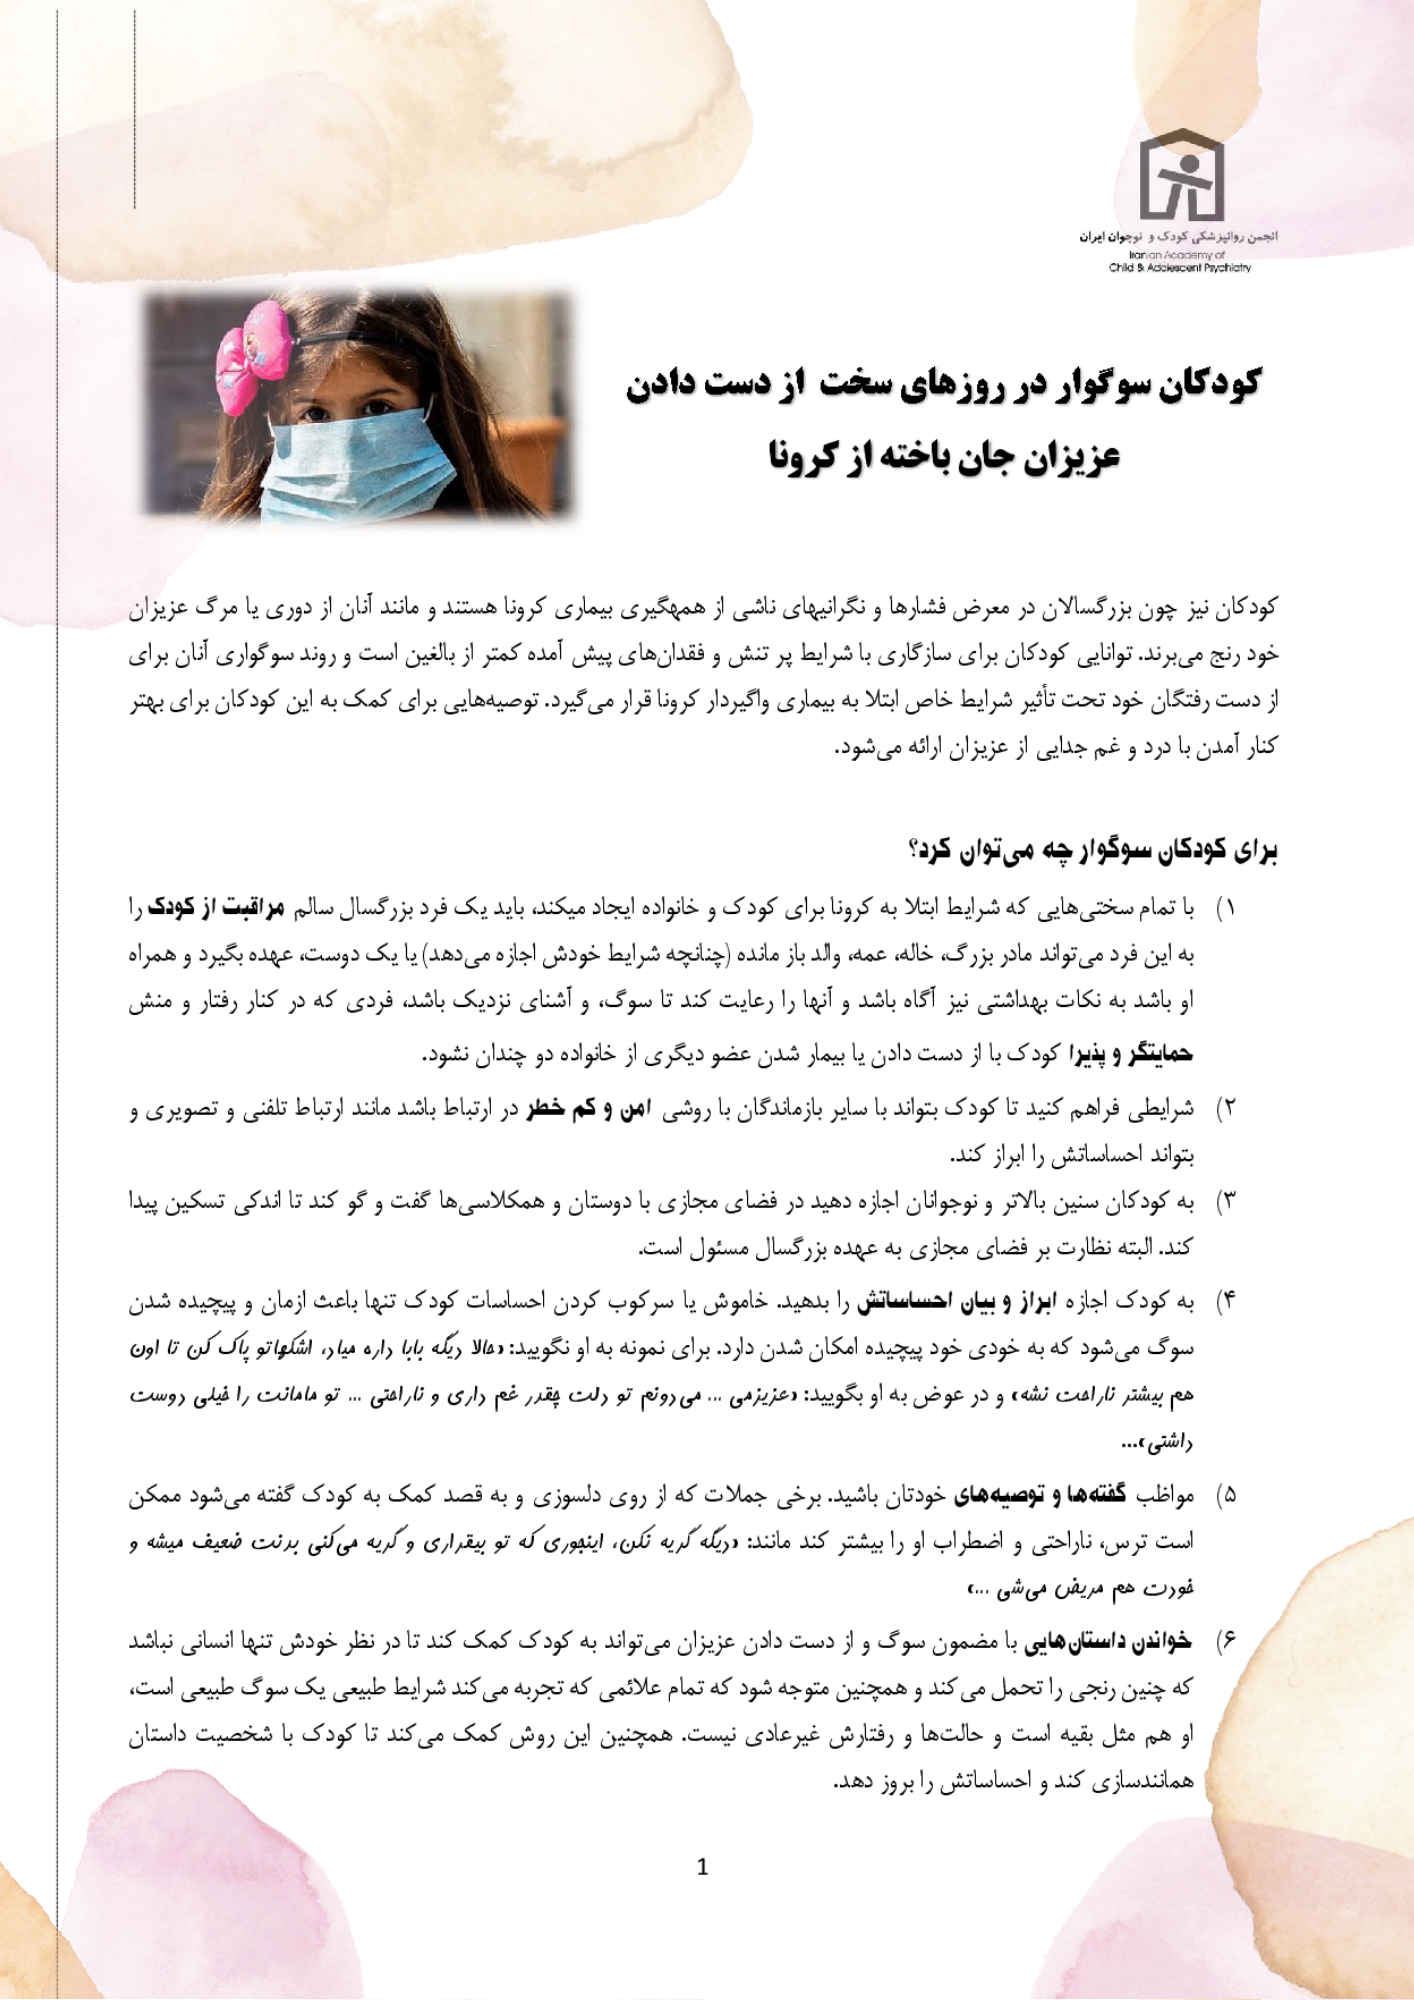 انجمن روانپزشکی کودک و نوجوان ایران
Iranian Academy of
Child & Adolescent Psychiatry
کودکان سوگوار در روزهای سخت از دست دادن
عزیزان جان باخته از کرونا
کودکان نیز چون بزرگسالان در معرض فشارها و نگرانیهای ناشی از همهگیری بیماری کرونا هستند و مانند آنان از دوری یا مرگ عزیزان
خود رنج می‌برند. توانایی کودکان برای سازگاری با شرایط پر تنش و فقدان‌های پیش آمده کمتر از بالغین است و روند سوگواری آنان برای
از دست رفتگان خود تحت تأثیر شرایط خاص ابتلا به بیماری واگیردار کرونا قرار می‌گیرد. توصیه‌هایی برای کمک به این کودکان برای بهتر
کنار آمدن با درد و غم جدایی از عزیزان ارائه می‌شود.
برای کودکان سوگوار چه می‌توان کرد؟
۱) با تمام سختی‌هایی که شرایط ابتلا به کرونا برای کودک و خانواده ایجاد میکند، باید یک فرد بزرگسال سالم مراقبت از کودک را
به این فرد می‌تواند مادر بزرگ، خاله، عمه، والد باز مانده (چنانچه شرایط خودش اجازه می‌دهد) یا یک دوست، عهده بگیرد و همراه
او باشد به نکات بهداشتی نیز آگاه باشد و آنها را رعایت کند تا سوگ، و آشنای نزدیک باشد، فردی که در کنار رفتار و منش
حمایتگر و پذیرا کودک با از دست دادن یا بیمار شدن عضو دیگری از خانواده دو چندان نشود.
۲) شرایطی فراهم کنید تا کودک بتواند با سایر بازماندگان با روشی امن و کم خطر در ارتباط باشد مانند ارتباط تلفنی و تصویری و
بتواند احساساتش را ابراز کند.
۳) به کودکان سنین بالاتر و نوجوانان اجازه دهید در فضای مجازی با دوستان و همکلاسی‌ها گفت و گو کند تا اندکی تسکین پیدا
کند. البته نظارت بر فضای مجازی به عهده بزرگسال مسئول است.
۴) به کودک اجازه ابراز و بیان احساساتش را بدهید. خاموش یا سرکوب کردن احساسات کودک تنها باعث ازمان و پیچیده شدن
سوگ می‌شود که به خودی خود پیچیده امکان شدن دارد. برای نمونه به او نگویید: «حالا دیگه بابا داره میاد، اشکهاتو پاک کن تا اون
هم بیشتر ناراحت نشه» و در عوض به او بگویید: «عزیزمی ... می‌دونم تو دلت چقدر غم داری و ناراحتی ... تو مامانت را خیلی دوست
داشتی»...
۵) مواظب گفته‌ها و توصیه‌های خودتان باشید. برخی جملات که از روی دلسوزی و به قصد کمک به کودک گفته می‌شود ممکن
است ترس، ناراحتی و اضطراب او را بیشتر کند مانند: «دیگه گریه نکن، اینجوری که تو بیقراری و گریه می‌کنی بدنت ضعیف میشه و
خودت هم مریض می‌شی ...»
۶) خواندن داستان‌هایی با مضمون سوگ و از دست دادن عزیزان می‌تواند به کودک کمک کند تا در نظر خودش تنها انسانی نباشد
که چنین رنجی را تحمل می‌کند و همچنین متوجه شود که تمام علائمی که تجربه می‌کند شرایط طبیعی یک سوگ طبیعی است،
او هم مثل بقیه است و حالت‌ها و رفتارش غیرعادی نیست. همچنین این روش کمک می‌کند تا کودک با شخصیت داستان
همانندسازی کند و احساساتش را بروز دهد.
1